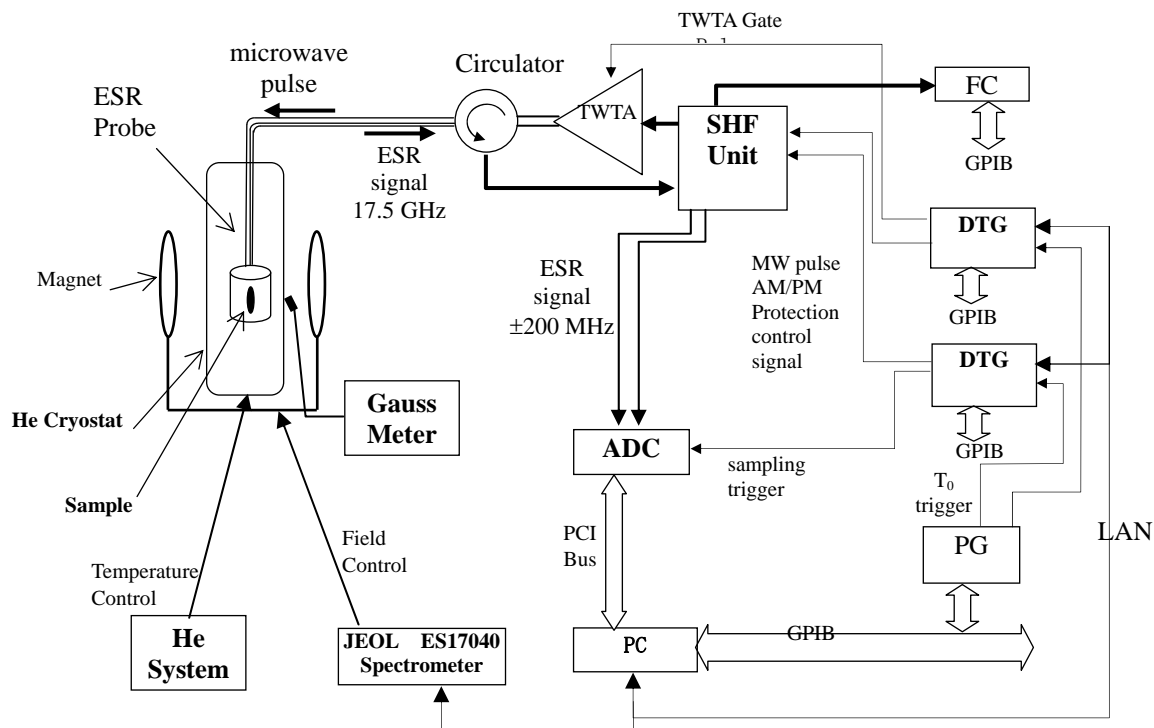 TWTA Gate
microwave
pulse
Circulator
ESR
Probe
TWTA
SHF
Unit
FC
GPIB
ESR
signal
17.5 GHz
DTG
GPIB
Magnet
ESR
signal
±200 MHz
MW pulse
AM/PM
Protection
control
signal
DTG
GPIB
He Cryostat
Gauss
Meter
ADC
sampling
trigger
T0
trigger
Sample
PCI
Bus
PG
LAN
Field
Control
Temperature
Control
He
System
JEOL ES17040
Spectrometer
PC
GPIB